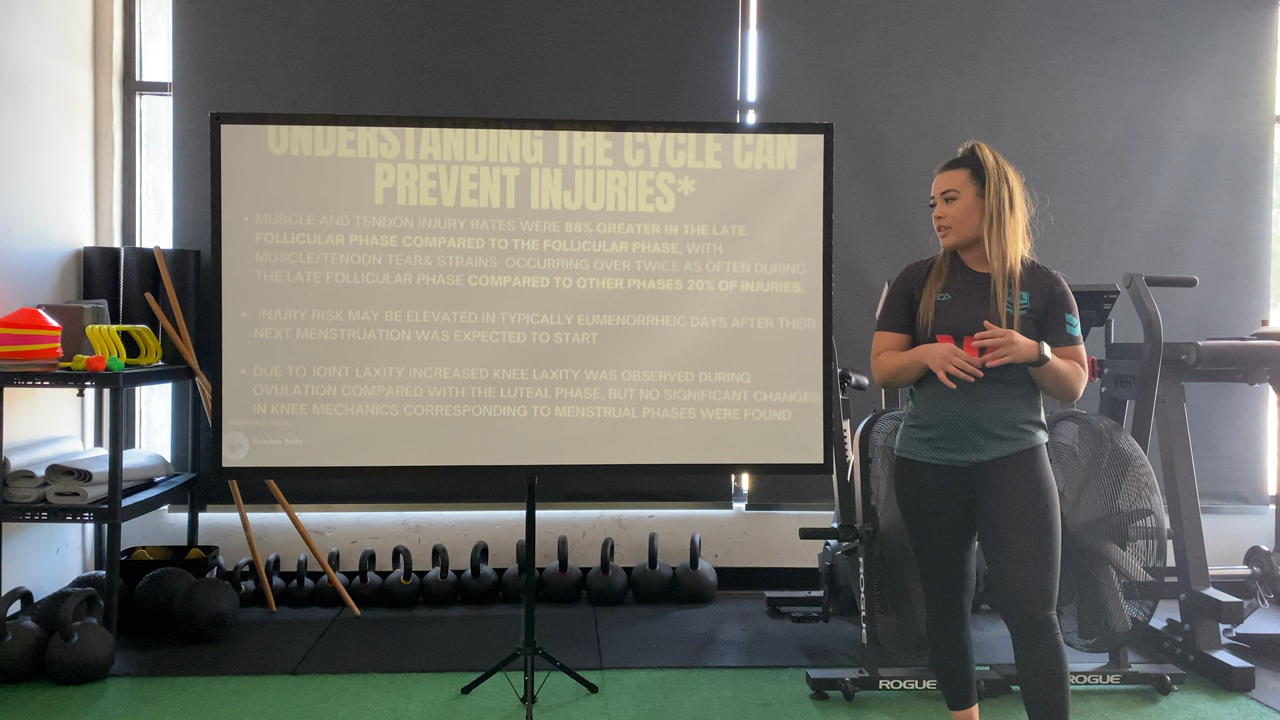 UNDERSTANDING THE CYCLE CAN
PREVENT INJURIES*
• MUSCLE AND TENDON INJURY RATES WERE 88% GREATER IN THE LATE
FOLLICULAR PHASE COMPARED TO THE FOLLICULAR PHASE, WITH
MUSCLE/TENODN TEAR& STRAINS OCCURRING OVER TWICE AS OFTEN DURING
THE LATE FOLLICULAR PHASE COMPARED TO OTHER PHASES 20% OF INJURIES.
• INJURY RISK MAY BE ELEVATED IN TYPICALLY EUMENORRHEIC DAYS AFTER THEIR
NEXT MENSTRUATION WAS EXPECTED TO START
• DUE TO JOINT LAXITY INCREASED KNEE LAXITY WAS OBSERVED DURING
OVULATION COMPARED WITH THE LUTEAL PHASE, BUT NO SIGNIFICANT CHANGES
IN KNEE MECHANICS CORRESPONDING TO MENSTRUAL PHASES WERE FOUND
ROGUE
ROGUE
ROGUE